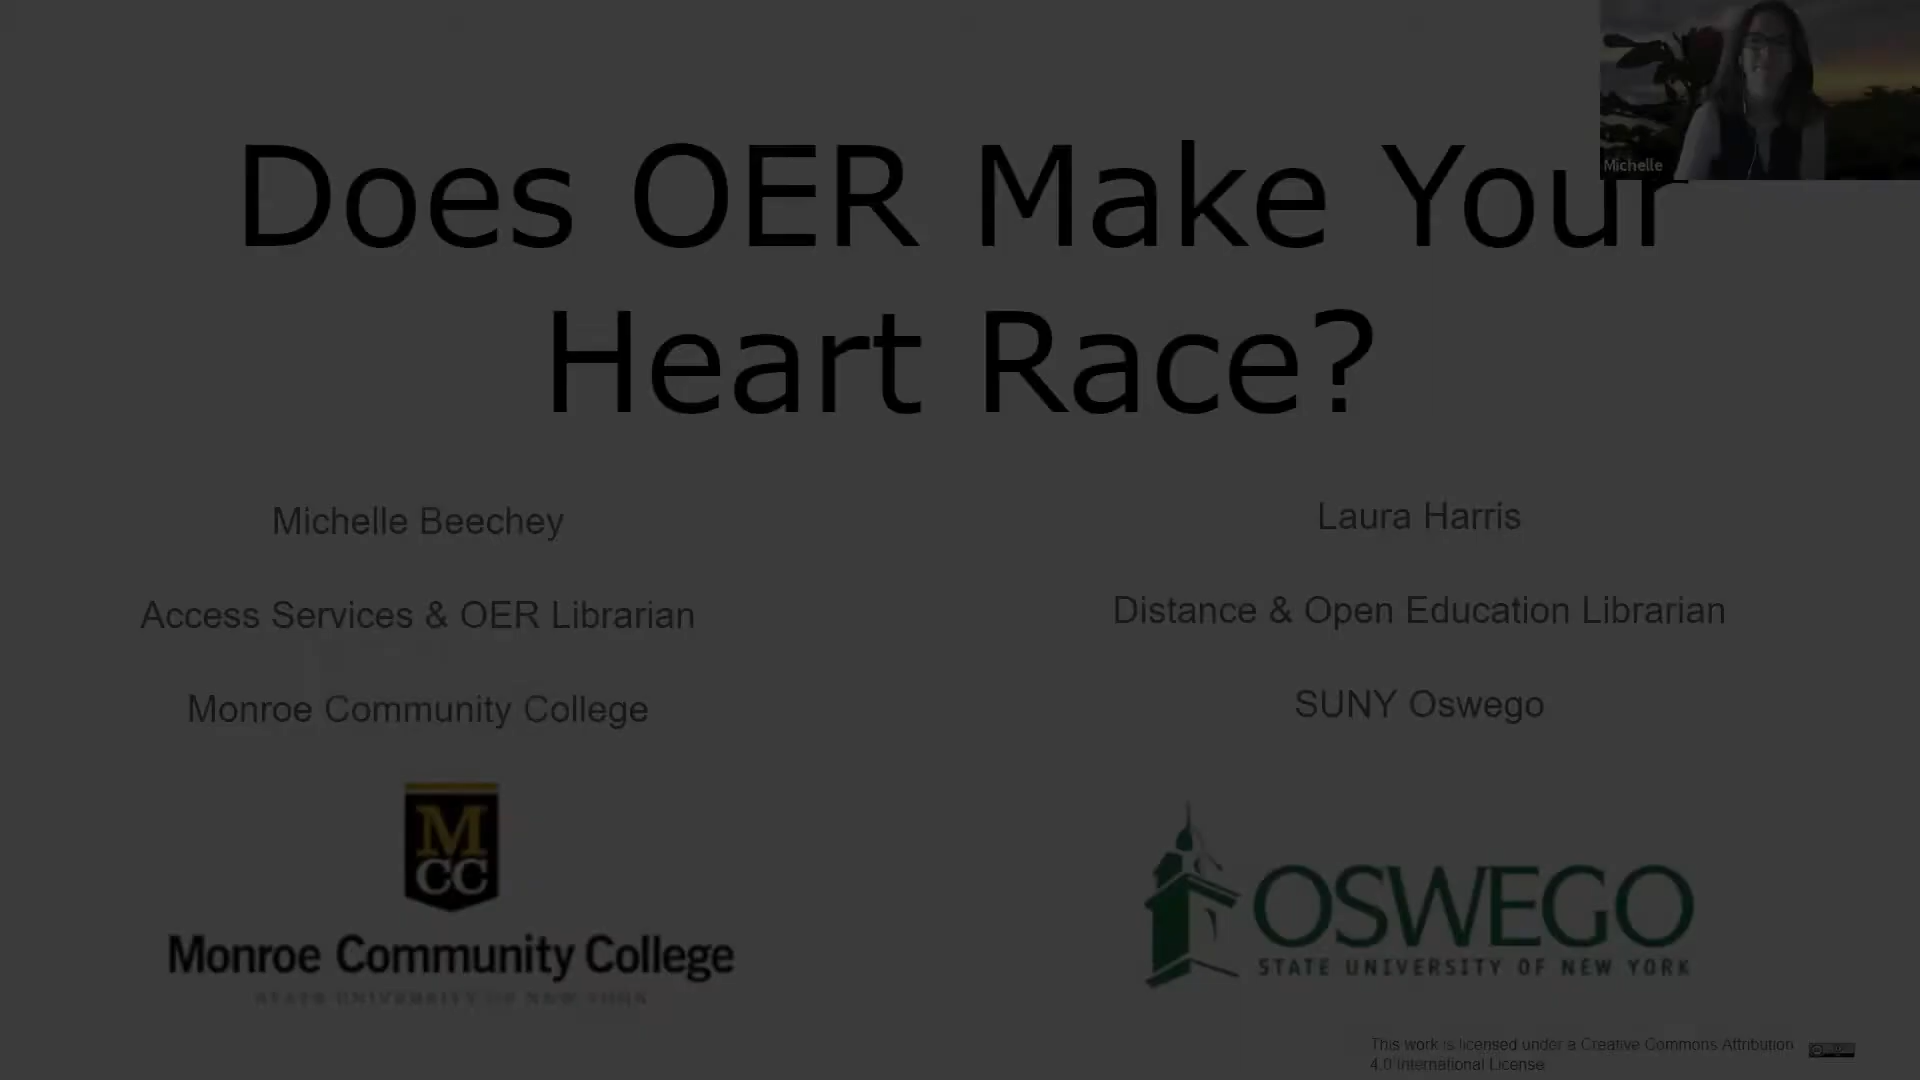 Michelle
Does OER Make Your
Heart Race?
Michelle Beechey
Access Services & OER Librarian
Monroe Community College
Laura Harris
Distance & Open Education Librarian
SUNY Oswego
MCC
Monroe Community College
STATE UNIVERSITY OF NEW YORK
OSWEGO
STATE UNIVERSITY OF NEW YORK
This work is licensed under a Creative Commons Attribution
4.0 International License